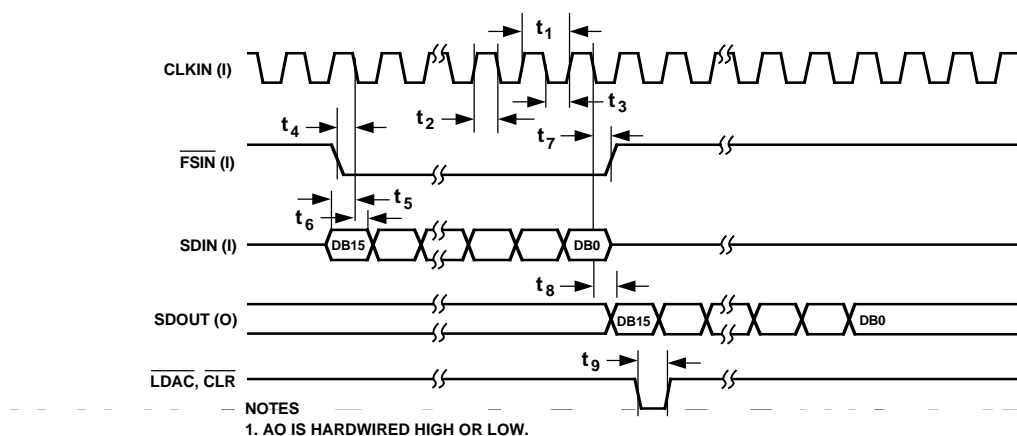 t1
CLKIN (I)
t2
t3
t4
t7
FSIN (I)
t5
t6
SDIN (I)
DB15
DB0
t8
SDOUT (O)
DB15
DB0
t9
LDAC, CLR
NOTES
1. AO IS HARDWIRED HIGH OR LOW.